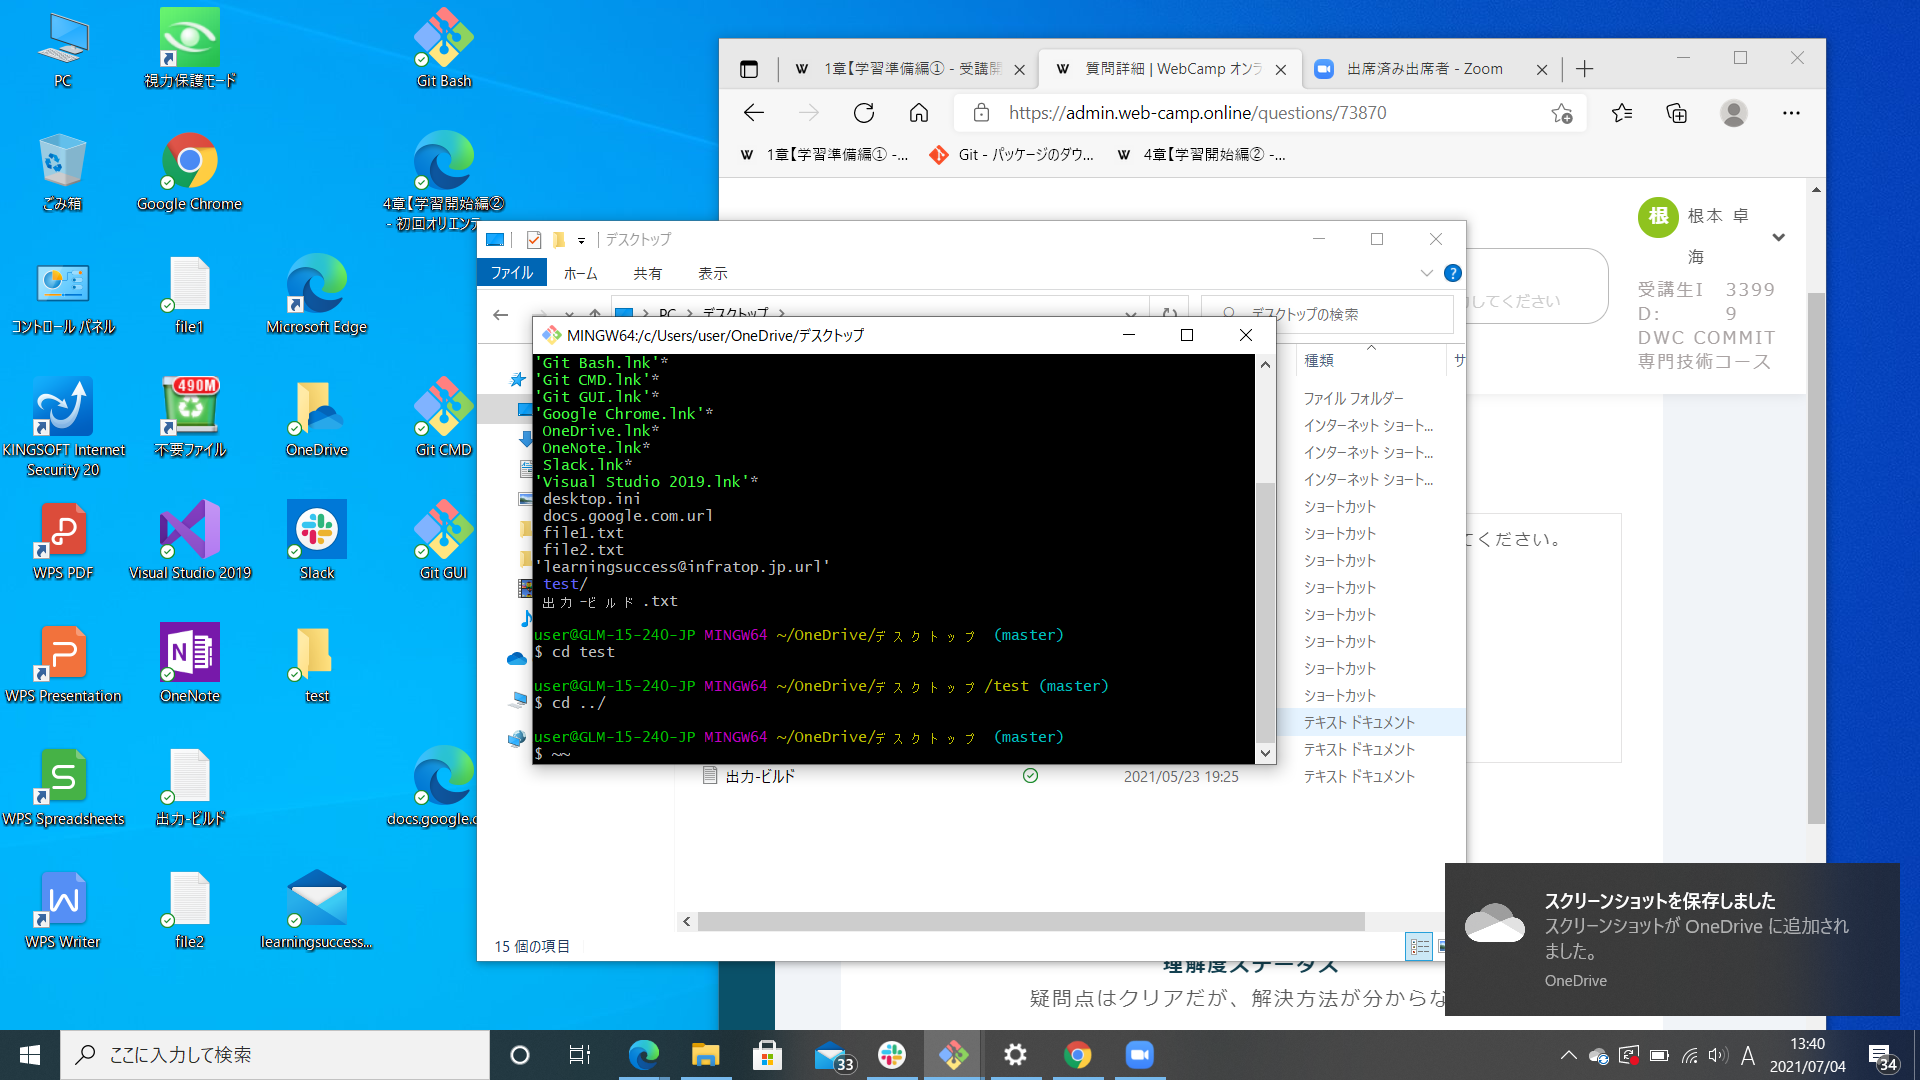 PC
視力保護モード
Git Bash
ごみ箱
Google Chrome
4章【学習開始編②
- 初回オリエンテ
コントロール パネル
file1
Microsoft Edge
KINGSOFT Internet
Security 20
490M
不要ファイル
OneDrive
Git CMD
WPS PDF
Visual Studio 2019
Slack
Git GUI
WPS Presentation
OneNote
test
WPS Spreadsheets
出力-ビルド
docs.google.c
WPS Writer
file2
learningsuccess...
1章【学習準備編① - 受講開
質問詳細 | WebCamp オンラ
出席済み出席者 - Zoom
https://admin.web-camp.online/questions/73870
1章【学習準備編① -...
Git - パッケージのダウ...
4章【学習開始編② -...
根
根本 卓
海
受講生I 3399
D: 9
DWC COMMIT
専門技術コース
力してください
てください。
デスクトップ
ファイル
ホーム
共有
表示
PC
デスクトップ
デスクトップの検索
種類
サ
ファイル フォルダー
インターネット ショート...
インターネット ショート...
インターネット ショート...
ショートカット
ショートカット
ショートカット
ショートカット
ショートカット
ショートカット
ショートカット
ショートカット
テキスト ドキュメント
テキスト ドキュメント
出力-ビルド 2021/05/23 19:25 テキスト ドキュメント
15 個の項目
MINGW64:/c/Users/user/OneDrive/デスクトップ
'Git Bash.lnk'*
'Git CMD.lnk'*
'Git GUI.lnk'*
'Google Chrome.lnk'*
OneDrive.lnk*
OneNote.lnk*
Slack.lnk*
'Visual Studio 2019.lnk'*
desktop.ini
docs.google.com.url
file1.txt
file2.txt
'learningsuccess@infratop.jp.url'
test/
出力-ビルド.txt
user@GLM-15-240-JP MINGW64 ~/OneDrive/デスクトップ (master)
$ cd test
user@GLM-15-240-JP MINGW64 ~/OneDrive/デスクトップ/test (master)
$ cd ../
user@GLM-15-240-JP MINGW64 ~/OneDrive/デスクトップ (master)
$ ~~
理解度ステータス
疑問点はクリアだが、解決方法が分からな
スクリーンショットを保存しました
スクリーンショットが OneDrive に追加され
ました。
OneDrive
ここに入力して検索
33
A
13:40
2021/07/04
34